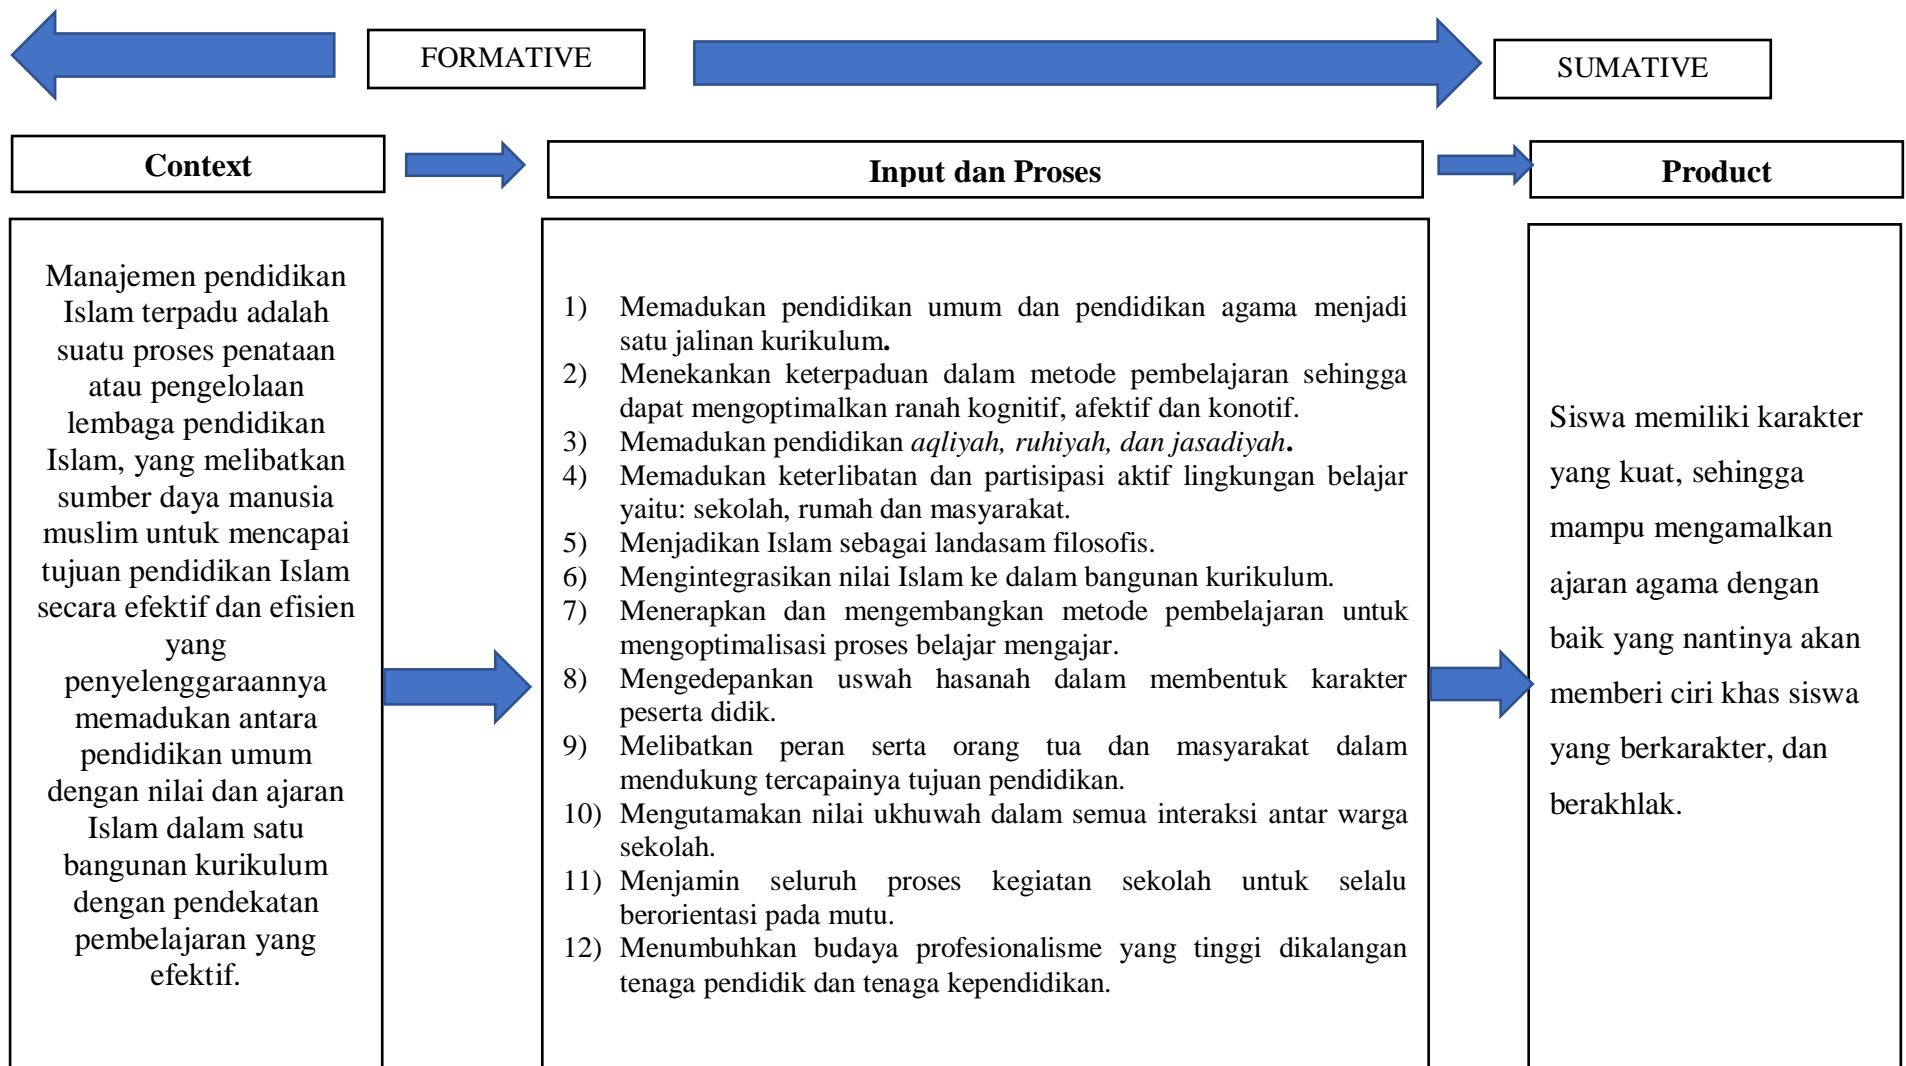 FORMATIVE
SUMATIVE
Context
Input dan Proses
Product
Manajemen pendidikan
Islam terpadu adalah
suatu proses penataan
atau pengelolaan
lembaga pendidikan
Islam, yang melibatkan
sumber daya manusia
muslim untuk mencapai
tujuan pendidikan Islam
secara efektif dan efisien
yang
penyelenggaraannya
memadukan antara
pendidikan umum
dengan nilai dan ajaran
Islam dalam satu
bangunan kurikulum
dengan pendekatan
pembelajaran yang
efektif.
1) Memadukan pendidikan umum dan pendidikan agama menjadi
satu jalinan kurikulum.
2) Menekankan keterpaduan dalam metode pembelajaran sehingga
dapat mengoptimalkan ranah kognitif, afektif dan konotif.
3) Memadukan pendidikan aqliyah, ruhiyah, dan jasadiyah.
4) Memadukan keterlibatan dan partisipasi aktif lingkungan belajar
yaitu: sekolah, rumah dan masyarakat.
5) Menjadikan Islam sebagai landasam filosofis.
6) Mengintegrasikan nilai Islam ke dalam bangunan kurikulum.
7) Menerapkan dan mengembangkan metode pembelajaran untuk
mengoptimalisasi proses belajar mengajar.
8) Mengedepankan uswah hasanah dalam membentuk karakter
peserta didik.
9) Melibatkan peran serta orang tua dan masyarakat dalam
mendukung tercapainya tujuan pendidikan.
10) Mengutamakan nilai ukhuwah dalam semua interaksi antar warga
sekolah.
11) Menjamin seluruh proses kegiatan sekolah untuk selalu
berorientasi pada mutu.
12) Menumbuhkan budaya profesionalisme yang tinggi dikalangan
tenaga pendidik dan tenaga kependidikan.
Siswa memiliki karakter
yang kuat, sehingga
mampu mengamalkan
ajaran agama dengan
baik yang nantinya akan
memberi ciri khas siswa
yang berkarakter, dan
berakhlak.